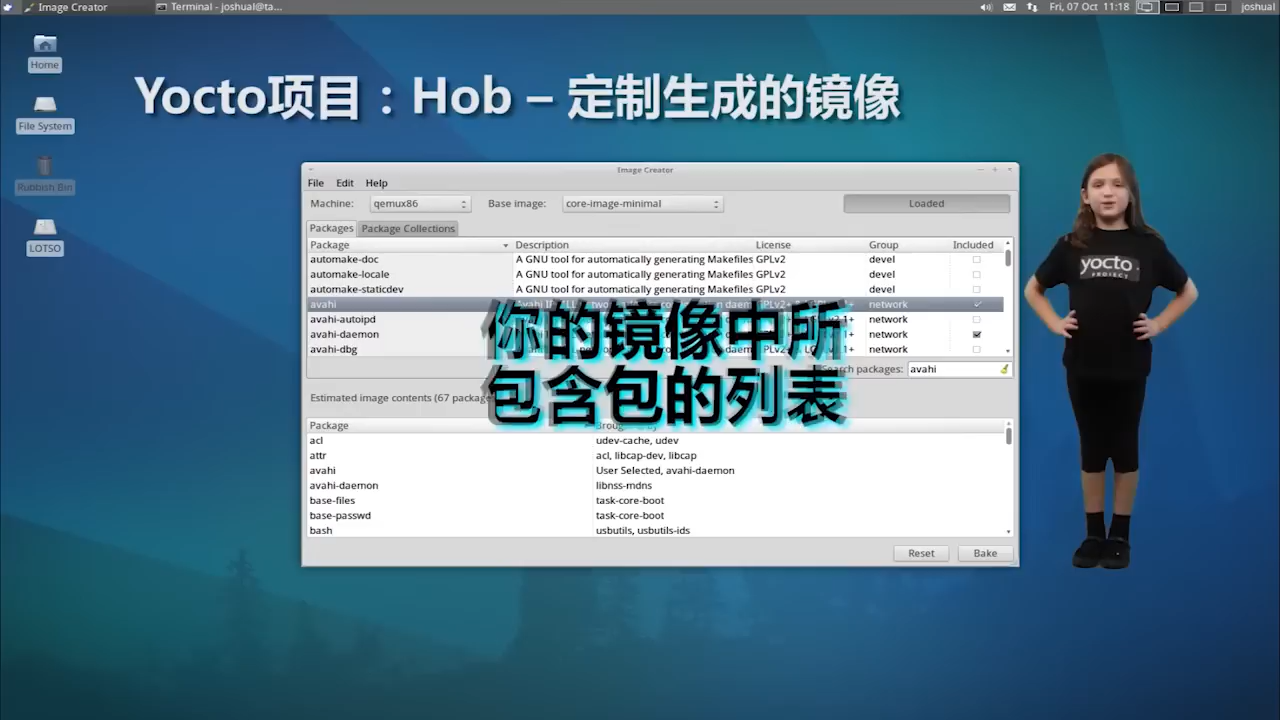 Image Creator
Terminal - joshual@ta...
Fri, 07 Oct 11:18
joshual
Home
File System
Rubbish Bin
LOTSO
Yocto项目：Hob – 定制生成的镜像
Image Creator
File Edit Help
Machine: qemux86 Base image: core-image-minimal Loaded
Packages Package Collections
Package Description License Group Included
automake-doc A GNU tool for automatically generating Makefiles GPLv2 devel
automake-locale A GNU tool for automatically generating Makefiles GPLv2 devel
automake-staticdev A GNU tool for automatically generating Makefiles GPLv2 devel
avahi network
avahi-autoipd network
avahi-daemon network
avahi-dbg network
你的镜像中所
包含包的列表
Search packages: avahi
Estimated image contents (67 packages
Package Brought
acl udev-cache, udev
attr acl, libcap-dev, libcap
avahi User Selected, avahi-daemon
avahi-daemon libnss-mdns
base-files task-core-boot
base-passwd task-core-boot
bash usbutils, usbutils-ids
Reset Bake
yocto
PROJECT